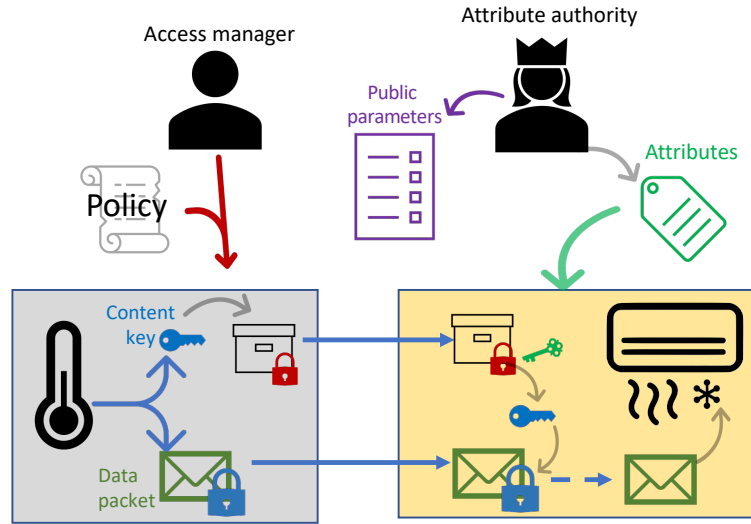 Access manager
Attribute authority
Public
parameters
Attributes
Policy
Content
key
Data
packet